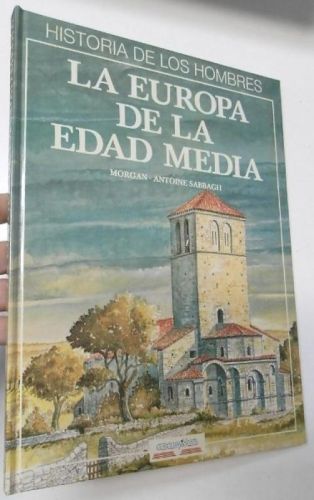 HISTORIA DE LOS HOMBRES
LA EUROPA
DE LA
EDAD MEDIA
MORGAN · ANTOINE SABBAGH